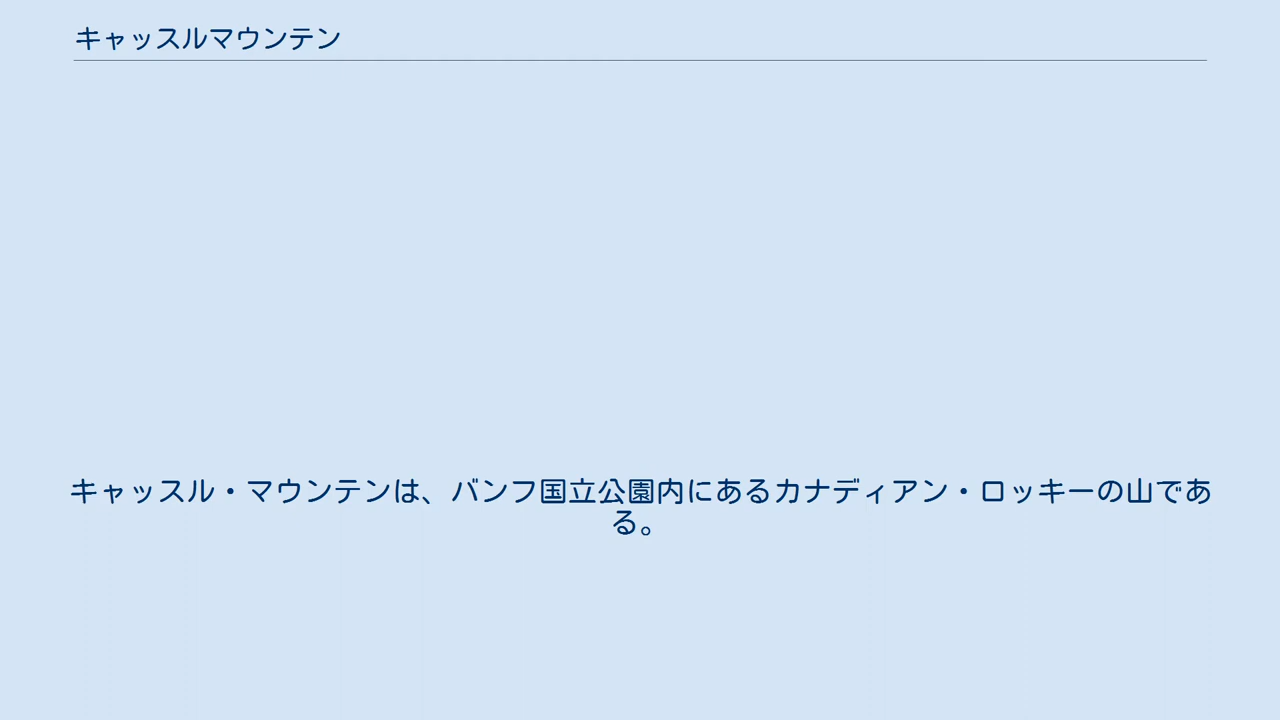 キャッスルマウンテン
キャッスル・マウンテンは、バンフ国立公園内にあるカナディアン・ロッキーの山であ
る。